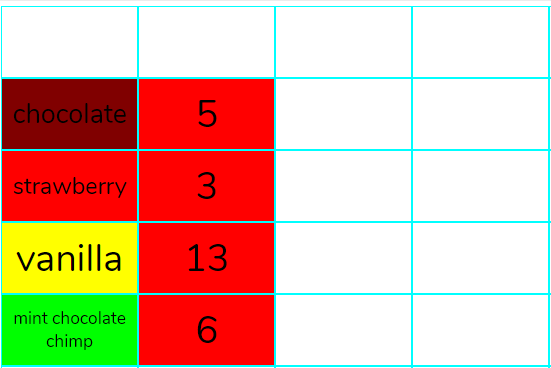 chocolate 5
strawberry 3
vanilla 13
mint chocolate
chimp 6